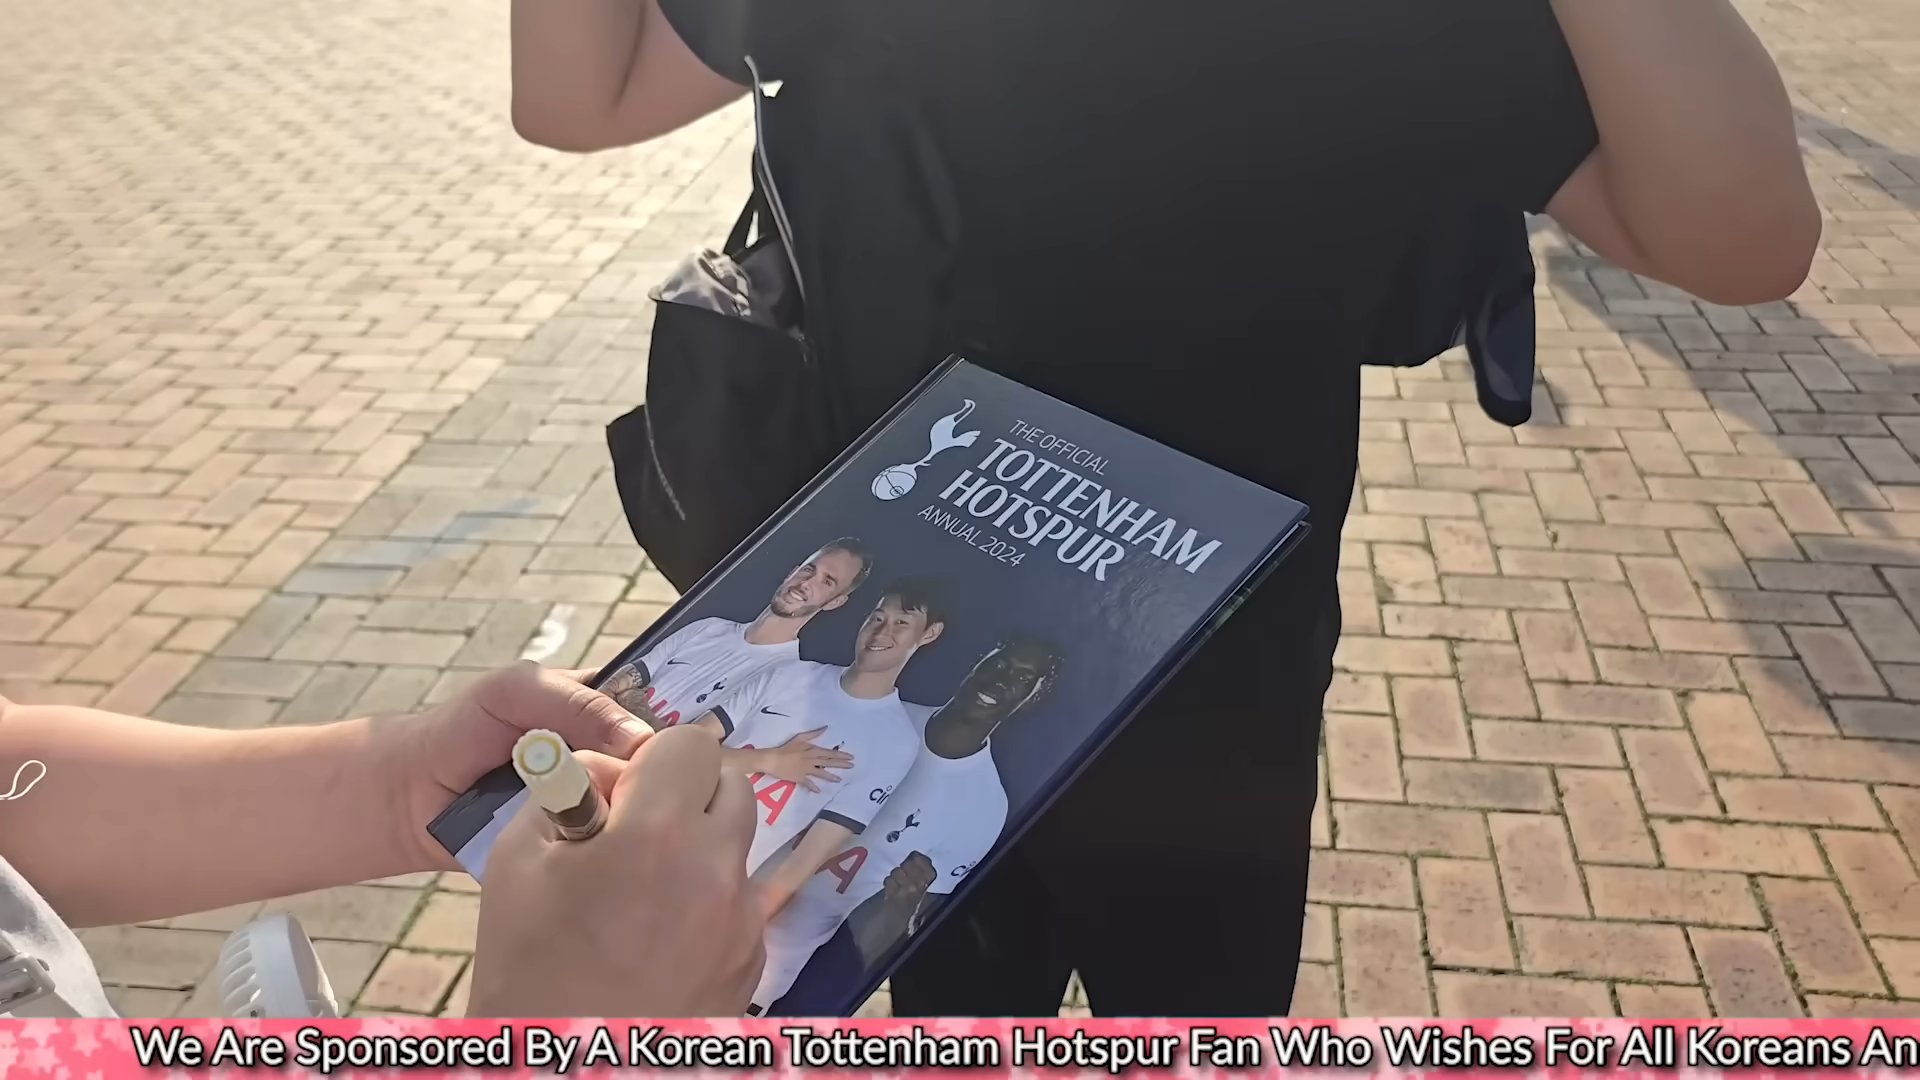 THE OFFICIAL
TOTTENHAM
HOTSPUR
ANNUAL 2024
We Are Sponsored By A Korean Tottenham Hotspur Fan Who Wishes For All Koreans An